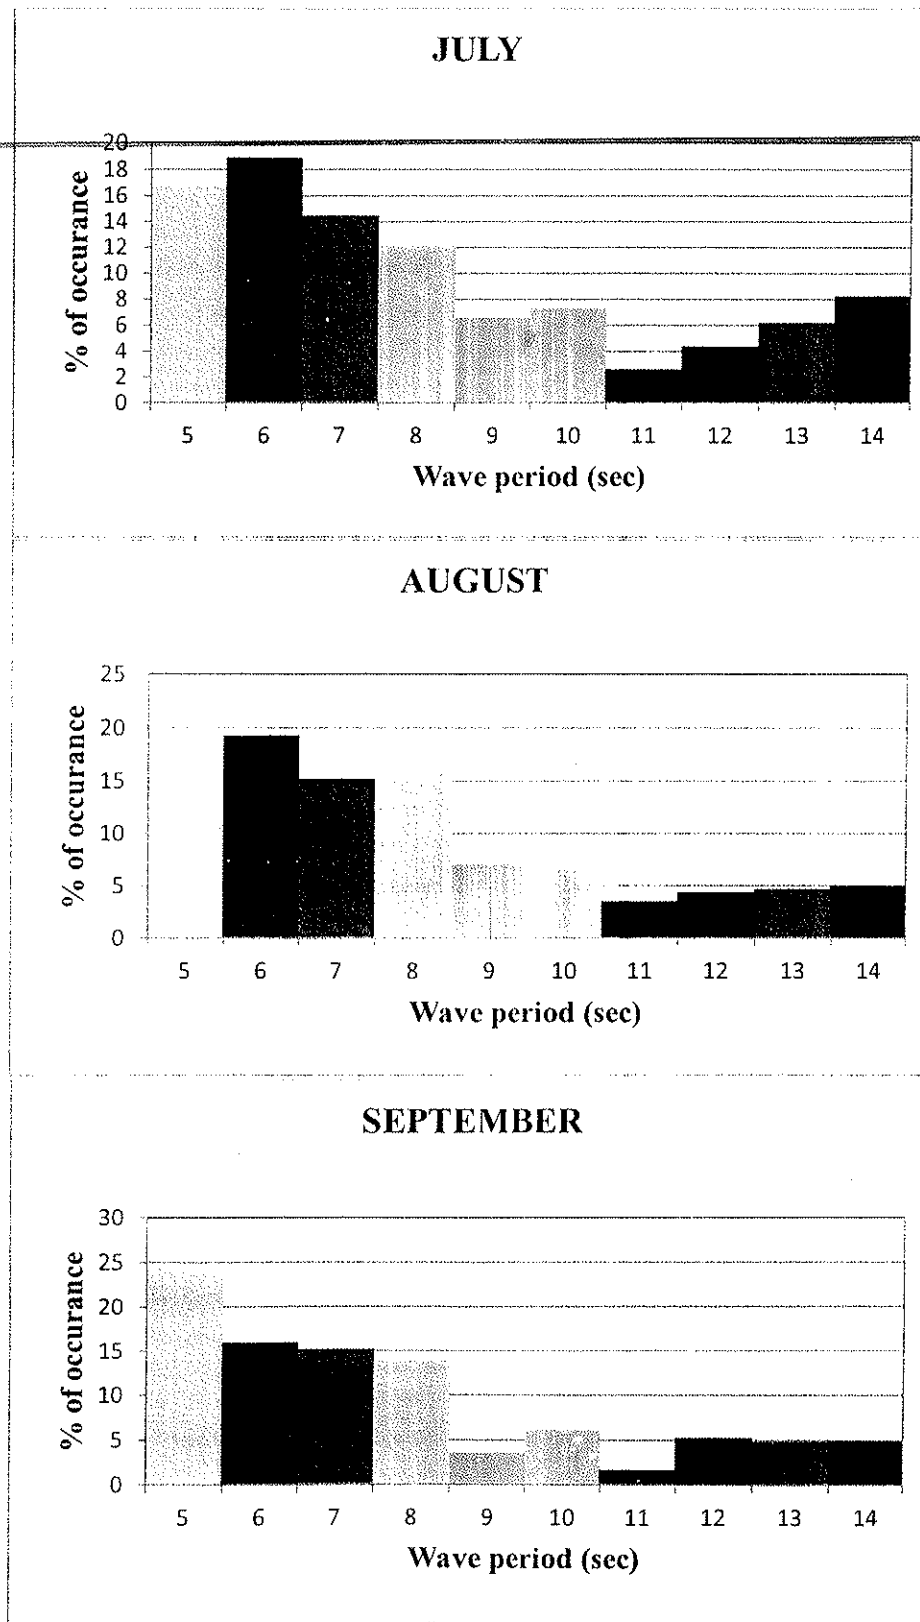 JULY
% of occurance
20
18
16
14
12
10
8
6
4
2
0
5 6 7 8 9 10 11 12 13 14
Wave period (sec)
AUGUST
% of occurance
25
20
15
10
5
0
5 6 7 8 9 10 11 12 13 14
Wave period (sec)
SEPTEMBER
% of occurance
30
25
20
15
10
5
0
5 6 7 8 9 10 11 12 13 14
Wave period (sec)